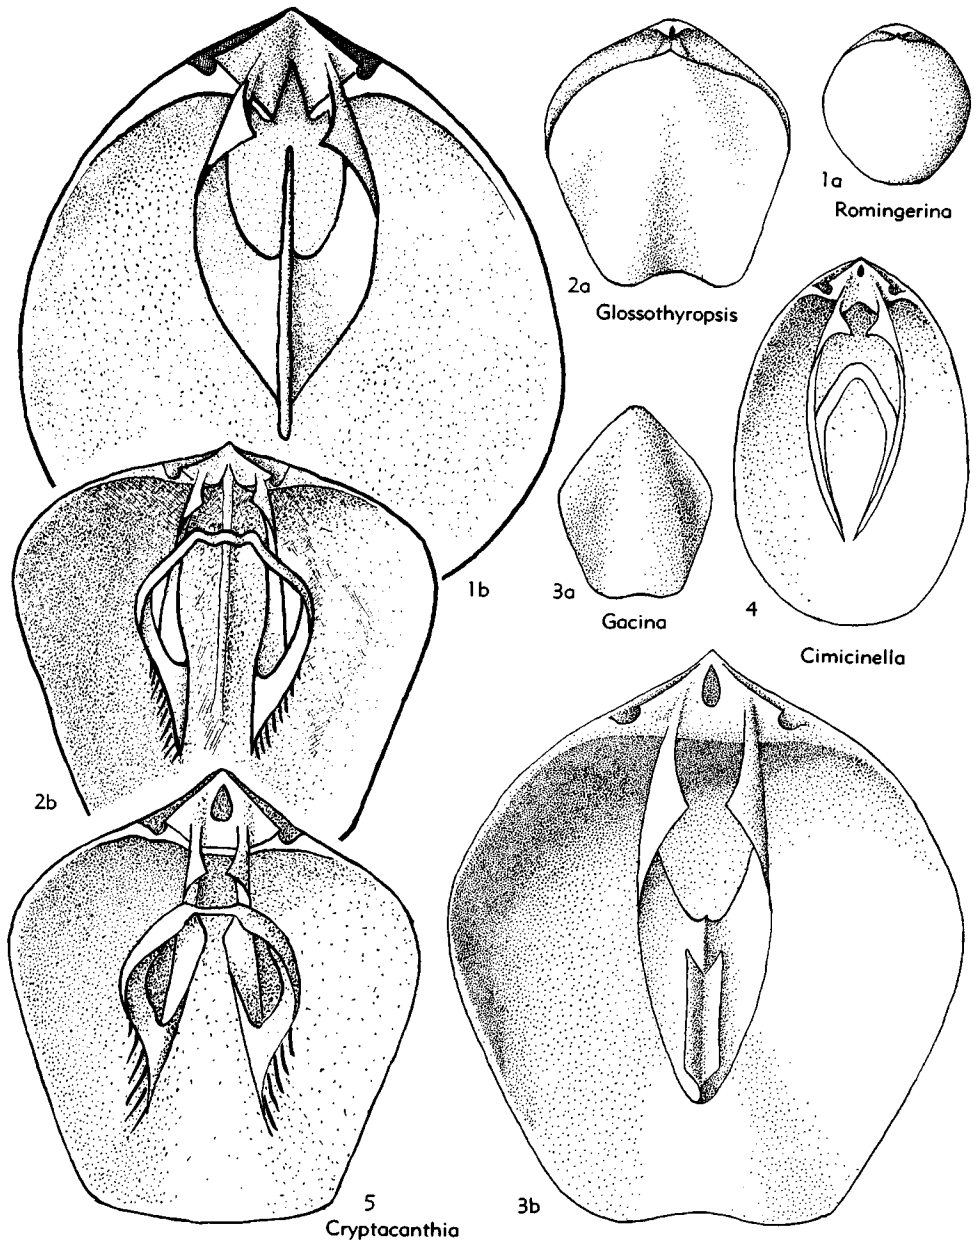 1a
Romingerina
2a
Glossothyropsis
1b
3a
Gacina
4
Cimicinella
2b
5
Cryptacanthia
3b